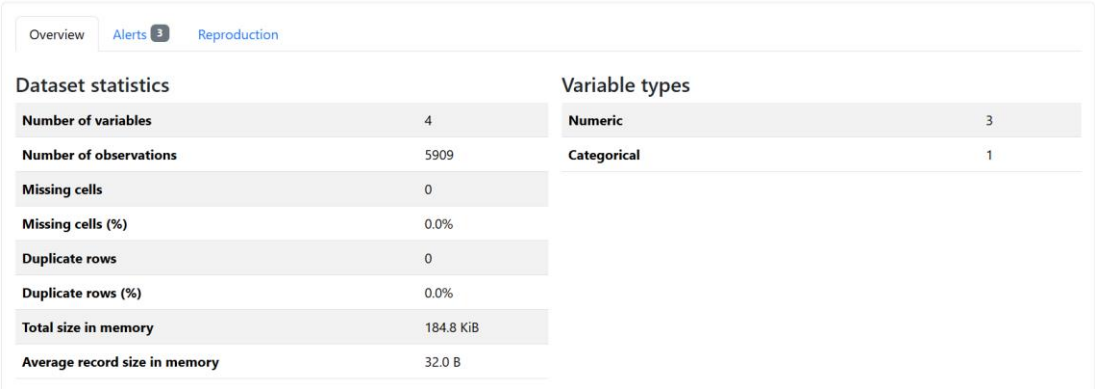 Overview Alerts 3 Reproduction
Dataset statistics
Number of variables 4
Number of observations 5909
Missing cells 0
Missing cells (%) 0.0%
Duplicate rows 0
Duplicate rows (%) 0.0%
Total size in memory 184.8 KiB
Average record size in memory 32.0 B
Variable types
Numeric 3
Categorical 1